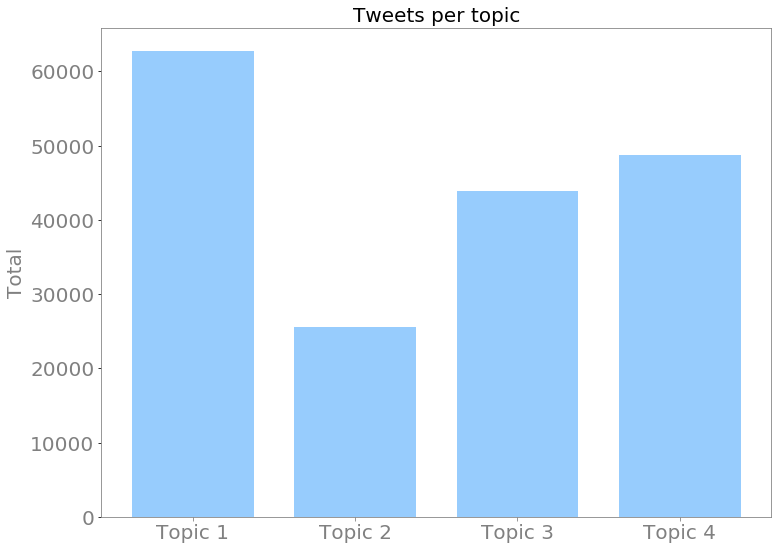 Tweets per topic
Total
60000
50000
40000
30000
20000
10000
0
Topic 1
Topic 2
Topic 3
Topic 4